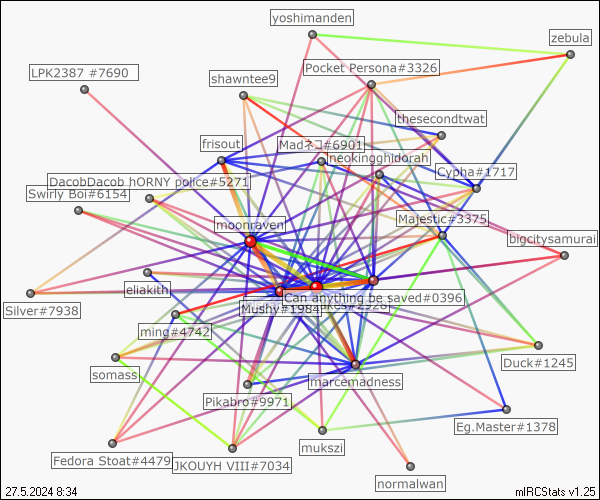 yoshimanden
zebula
Pocket Persona#3326
LPK2387 #7690
shawntee9
thesecondtwat
frisout
Madネコ#6901
neokingghidorah
Cypha#1717
DacobDacob hORNY police#5271
Swirly Boi#6154
moonraven
Majestic#3375
bigcitysamurai
eliakith
Can anything be saved#0396
Mushy#1984
#2928
Silver#7938
ming#4742
somass
Duck#1245
marcemadness
Pikabro#9971
Eg.Master#1378
mukszi
Fedora Stoat#4479
JKOUYH VIII#7034
normalwan
27.5.2024 8:34
mIRCStats v1.25